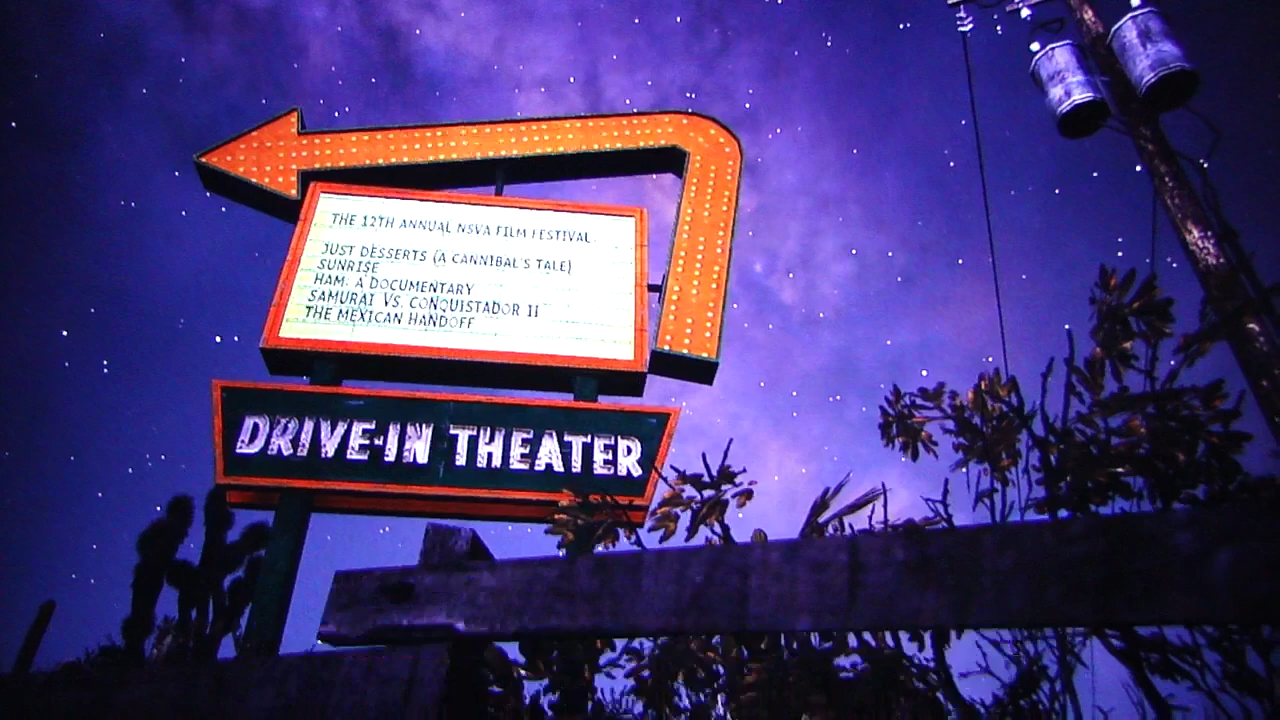 THE 12TH ANNUAL NSVA FILM FESTIVAL
JUST DESSERTS (A CANNIBAL'S TALE)
SUNRISE
HAM: A DOCUMENTARY
SAMURAI VS. CONQUISTADOR II
THE MEXICAN HANDOFF
DRIVE-IN THEATER